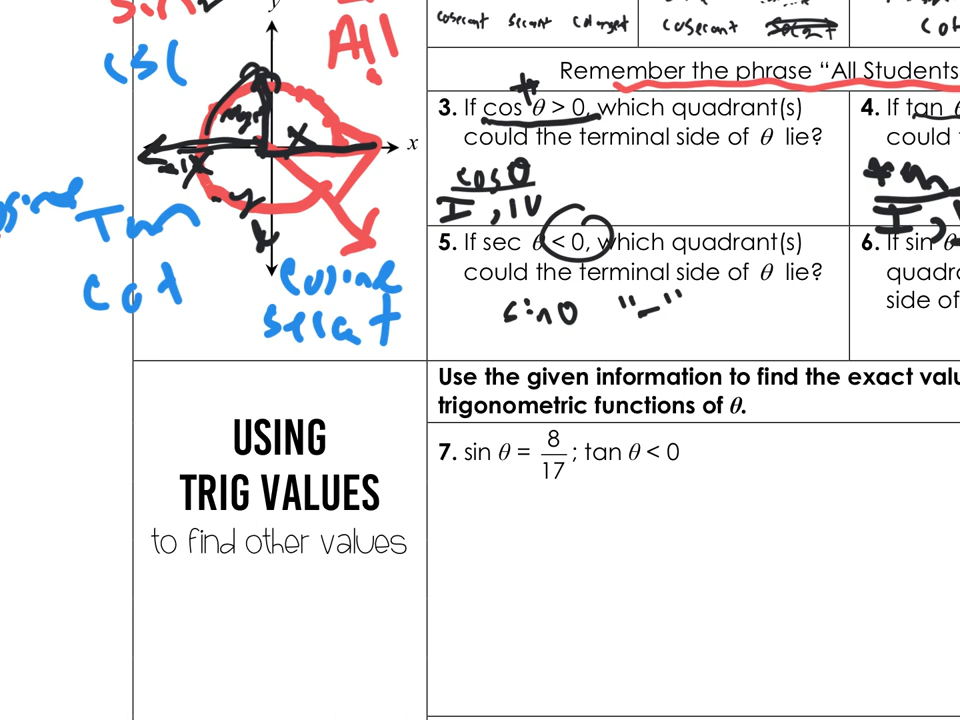 y
CSC
All
x
x
-y
Tan
Cot
Cosine
Secant
cosecant secant cotangent
cosecant
Remember the phrase "All Students
3. If cos θ > 0, which quadrant(s)
could the terminal side of θ lie?
+
cos θ
I, IV
4. If tan θ
could
I,
5. If sec θ < 0, which quadrant(s)
could the terminal side of θ lie?
sin θ "-"
6. If sin θ
quadra
side of
USING
TRIG VALUES
to find other values
Use the given information to find the exact valu
trigonometric functions of θ.
7. sin θ = 8/17 ; tan θ < 0